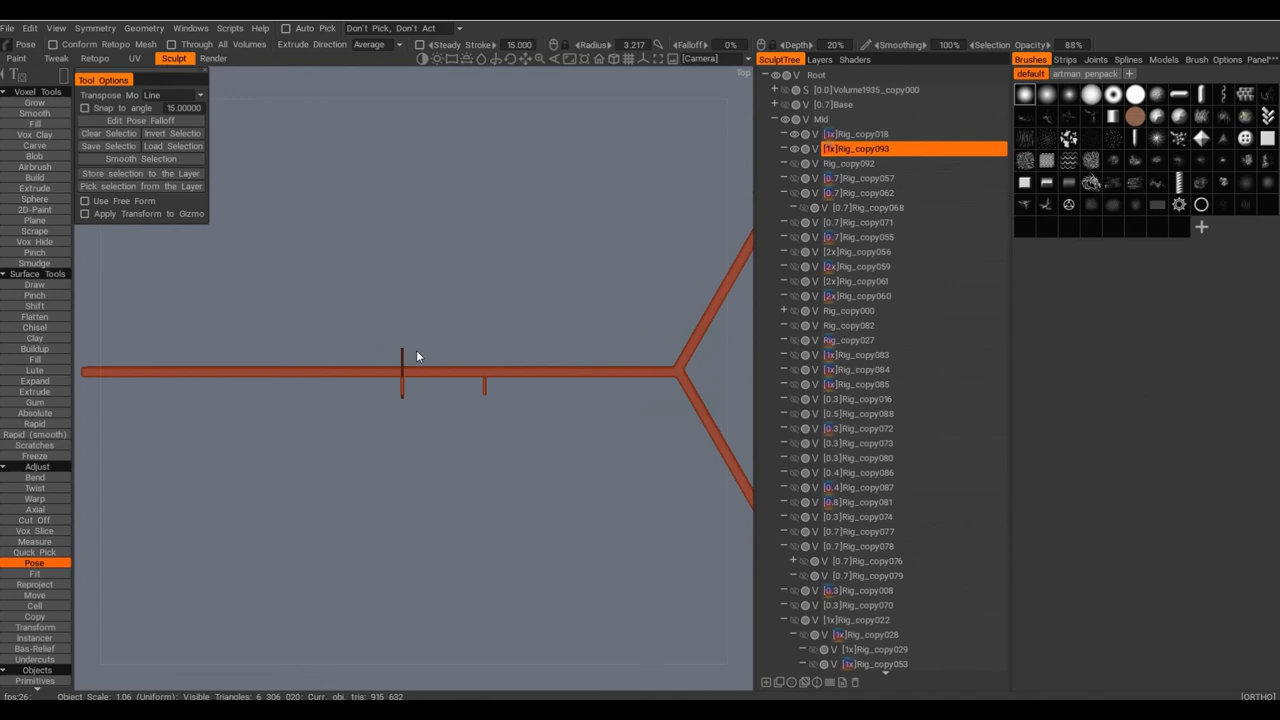 File Edit View Symmetry Geometry Windows Scripts Help Auto Pick Don't Pick, Don't Act
Pose Conform Retopo Mesh Through All Volumes Extrude Direction Average Steady Stroke 15.000 Radius 3.217 Falloff 0% Depth 20% Smoothing 100% Selection Opacity 88%
Paint Tweak Retopo UV Sculpt Render [Camera]
SculptTree Layers Shaders
Brushes Strips Joints Splines Models Brush Options Panel
Top
default artman penpack +
Tool Options
Transpose Mo Line
Snap to angle 15.00000
Edit Pose Falloff
Clear Selectio Invert Selectio
Save Selectio Load Selection
Smooth Selection
Store selection to the Layer
Pick selection from the Layer
Use Free Form
Apply Transform to Gizmo
Voxel Tools
Grow
Smooth
Fill
Vox Clay
Carve
Blob
Airbrush
Build
Extrude
Sphere
2D-Paint
Plane
Scrape
Vox Hide
Pinch
Smudge
Surface Tools
Draw
Pinch
Shift
Flatten
Chisel
Clay
Buildup
Fill
Lute
Expand
Extrude
Gum
Absolute
Rapid
Rapid (smooth)
Scratches
Freeze
Adjust
Bend
Twist
Warp
Axial
Cut Off
Vox Slice
Measure
Quick Pick
Pose
Fit
Reproject
Move
Cell
Copy
Transform
Instancer
Bas-Relief
Undercuts
Objects
Primitives
Root
S [0.0]Volume1935_copy000
V [0.7]Base
V Mid
V [1x]Rig_copy018
V [1x]Rig_copy093
V Rig_copy092
V [0.7]Rig_copy057
V [0.7]Rig_copy062
V [0.7]Rig_copy068
V [0.7]Rig_copy071
V [0.7]Rig_copy055
V [2x]Rig_copy056
V [2x]Rig_copy059
V [2x]Rig_copy061
V [2x]Rig_copy060
V Rig_copy000
V Rig_copy082
V Rig_copy027
V [1x]Rig_copy083
V [1x]Rig_copy084
V [1x]Rig_copy085
V [0.3]Rig_copy016
V [0.5]Rig_copy088
V [0.3]Rig_copy072
V [0.3]Rig_copy073
V [0.3]Rig_copy080
V [0.4]Rig_copy086
V [0.4]Rig_copy087
V [0.8]Rig_copy081
V [0.3]Rig_copy074
V [0.7]Rig_copy077
V [0.7]Rig_copy078
V [0.7]Rig_copy076
V [0.7]Rig_copy079
V [0.3]Rig_copy008
V [0.3]Rig_copy070
V [1x]Rig_copy022
V [1x]Rig_copy028
V [1x]Rig_copy029
V [1x]Rig_copy053
fps:26; Object Scale: 1.06 (Uniform); Visible Triangles: 6 306 020; Curr. obj. tris: 915 632 [ORTHO]